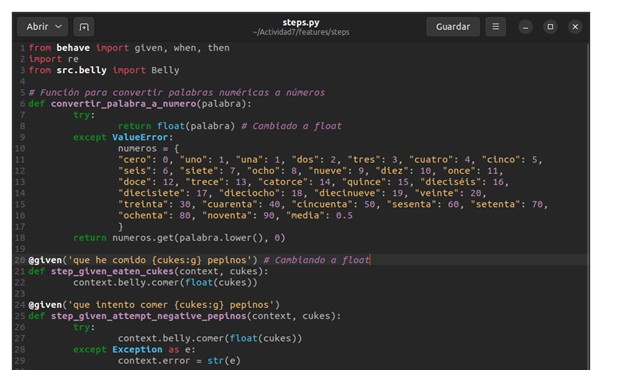 Abrir
steps.py
~/Actividad7/features/steps
Guardar
1 from behave import given, when, then
2 import re
3 from src.belly import Belly
4
5 # Función para convertir palabras numéricas a números
6 def convertir_palabra_a_numero(palabra):
7 try:
8 return float(palabra) # Cambiado a float
9 except ValueError:
10 numeros = {
11 "cero": 0, "uno": 1, "una": 1, "dos": 2, "tres": 3, "cuatro": 4, "cinco": 5,
12 "seis": 6, "siete": 7, "ocho": 8, "nueve": 9, "diez": 10, "once": 11,
13 "doce": 12, "trece": 13, "catorce": 14, "quince": 15, "dieciséis": 16,
14 "diecisiete": 17, "dieciocho": 18, "diecinueve": 19, "veinte": 20,
15 "treinta": 30, "cuarenta": 40, "cincuenta": 50, "sesenta": 60, "setenta": 70,
16 "ochenta": 80, "noventa": 90, "media": 0.5
17 }
18 return numeros.get(palabra.lower(), 0)
19
20 @given('que he comido {cukes:g} pepinos') # Cambiando a float
21 def step_given_eaten_cukes(context, cukes):
22 context.belly.comer(float(cukes))
23
24 @given('que intento comer {cukes:g} pepinos')
25 def step_given_attempt_negative_pepinos(context, cukes):
26 try:
27 context.belly.comer(float(cukes))
28 except Exception as e:
29 context.error = str(e)